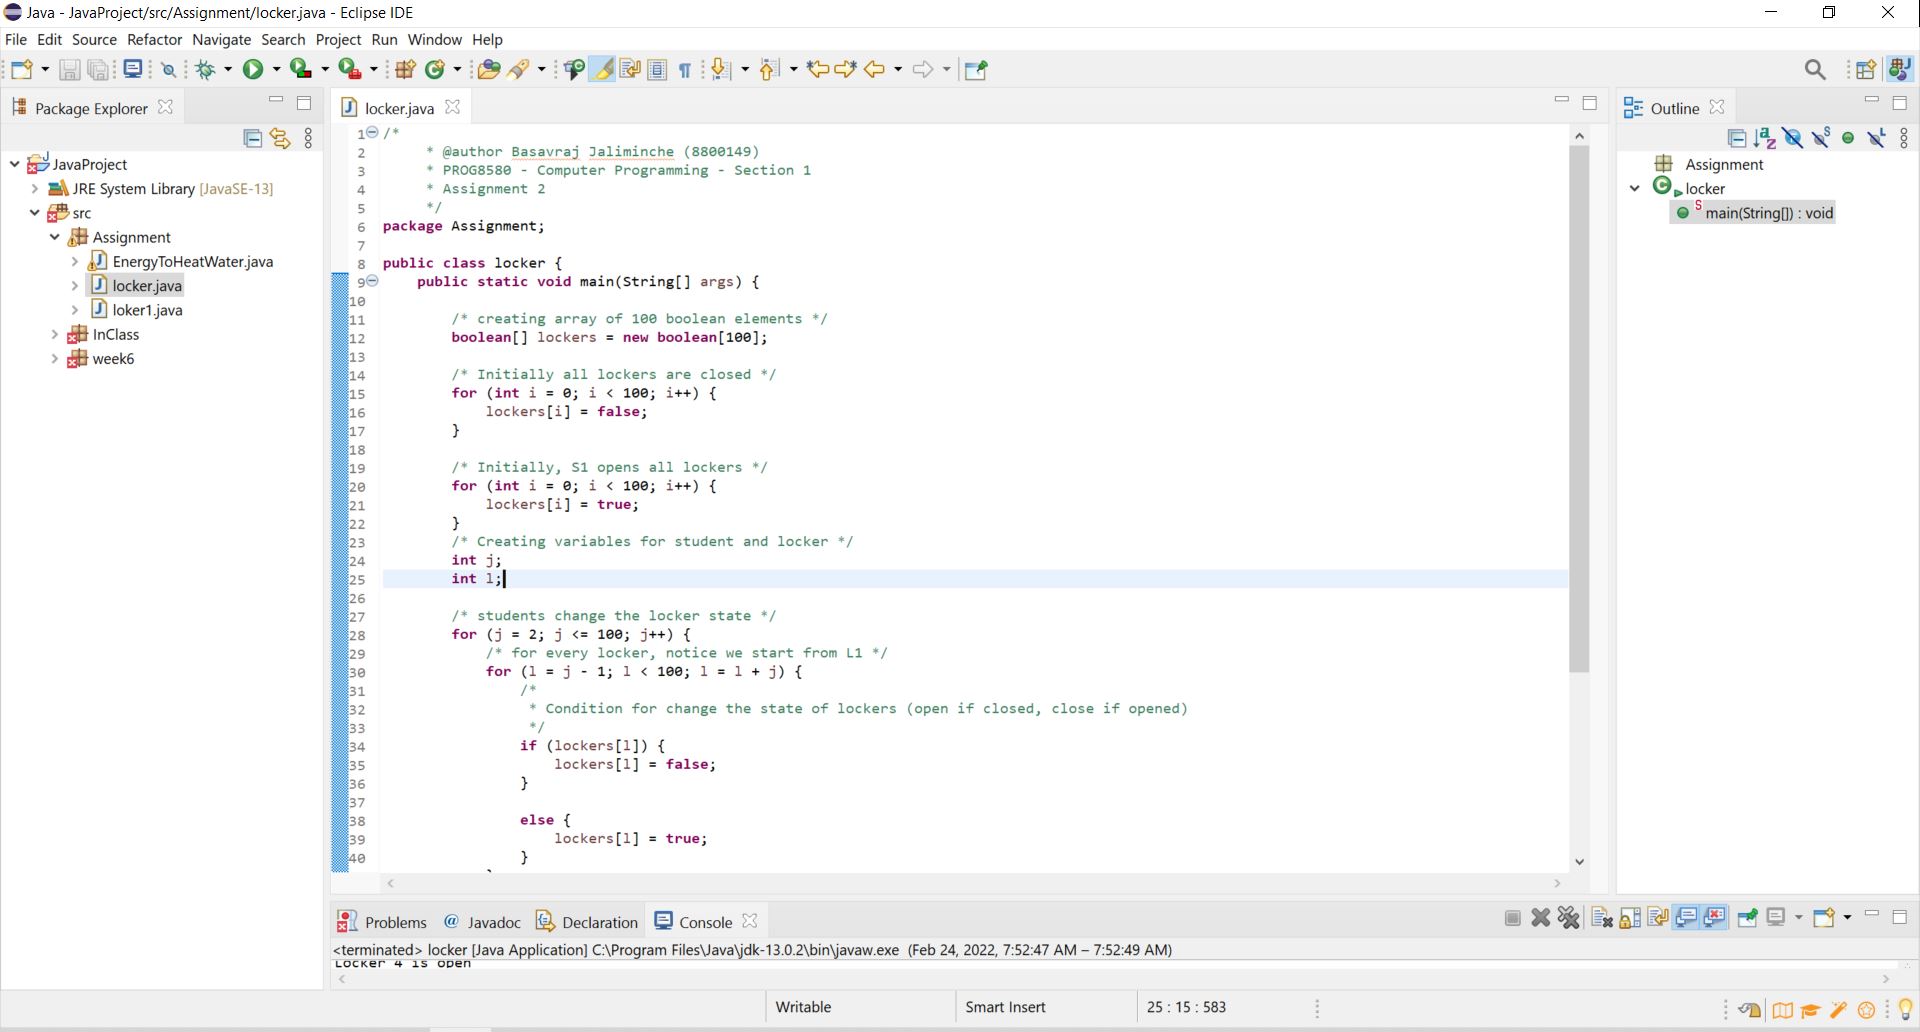 Java - JavaProject/src/Assignment/locker.java - Eclipse IDE
File Edit Source Refactor Navigate Search Project Run Window Help
Package Explorer
JavaProject
JRE System Library [JavaSE-13]
src
Assignment
EnergyToHeatWater.java
locker.java
loker1.java
InClass
week6
locker.java
1 /*
2 * @author Basavraj Jaliminche (8800149)
3 * PROG8580 - Computer Programming - Section 1
4 * Assignment 2
5 */
6 package Assignment;
7
8 public class locker {
9 public static void main(String[] args) {
10
11 /* creating array of 100 boolean elements */
12 boolean[] lockers = new boolean[100];
13
14 /* Initially all lockers are closed */
15 for (int i = 0; i < 100; i++) {
16 lockers[i] = false;
17 }
18
19 /* Initially, S1 opens all lockers */
20 for (int i = 0; i < 100; i++) {
21 lockers[i] = true;
22 }
23 /* Creating variables for student and locker */
24 int j;
25 int l;
26
27 /* students change the locker state */
28 for (j = 2; j <= 100; j++) {
29 /* for every locker, notice we start from L1 */
30 for (l = j - 1; l < 100; l = l + j) {
31 /*
32 * Condition for change the state of lockers (open if closed, close if opened)
33 */
34 if (lockers[l]) {
35 lockers[l] = false;
36 }
37
38 else {
39 lockers[l] = true;
40 }
Outline
Assignment
locker
main(String[]) : void
Problems Javadoc Declaration Console
<terminated> locker [Java Application] C:\Program Files\Java\jdk-13.0.2\bin\javaw.exe (Feb 24, 2022, 7:52:47 AM – 7:52:49 AM)
Locker 4 is open
Writable Smart Insert 25 : 15 : 583